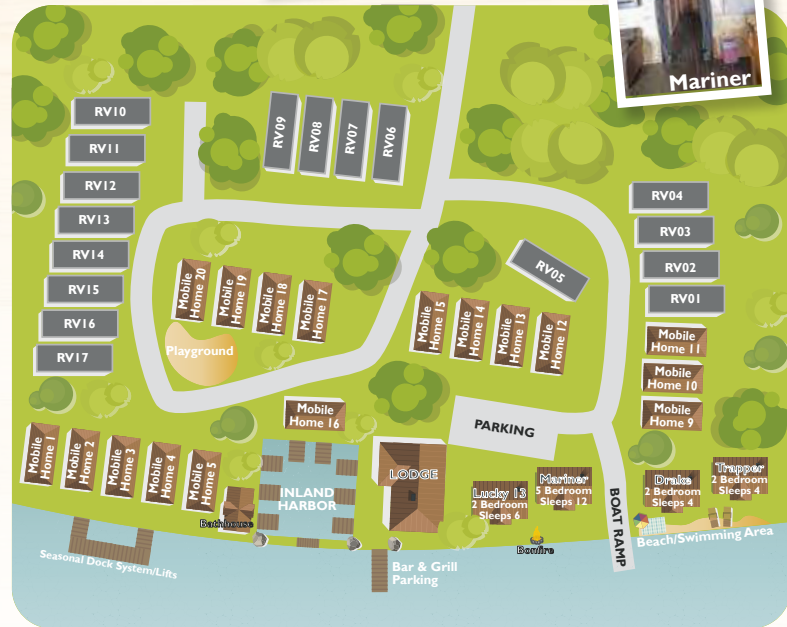 Mariner
RV10
RV11
RV12
RV13
RV14
RV15
RV16
RV17
RV09
RV08
RV07
RV06
RV04
RV03
RV02
RV01
RV05
Mobile
Home 20
Mobile
Home 19
Mobile
Home 18
Mobile
Home 17
Playground
Mobile
Home 15
Mobile
Home 14
Mobile
Home 13
Mobile
Home 12
Mobile
Home 11
Mobile
Home 10
Mobile
Home 9
Mobile
Home 16
PARKING
Mobile
Home 1
Mobile
Home 2
Mobile
Home 3
Mobile
Home 4
Mobile
Home 5
Bathhouse
INLAND
HARBOR
LODGE
Lucky 13
2 Bedroom
Sleeps 6
Mariner
5 Bedroom
Sleeps 12
Drake
2 Bedroom
Sleeps 4
Trapper
2 Bedroom
Sleeps 4
BOAT RAMP
Bonfire
Beach/Swimming Area
Seasonal Dock System/Lifts
Bar & Grill
Parking